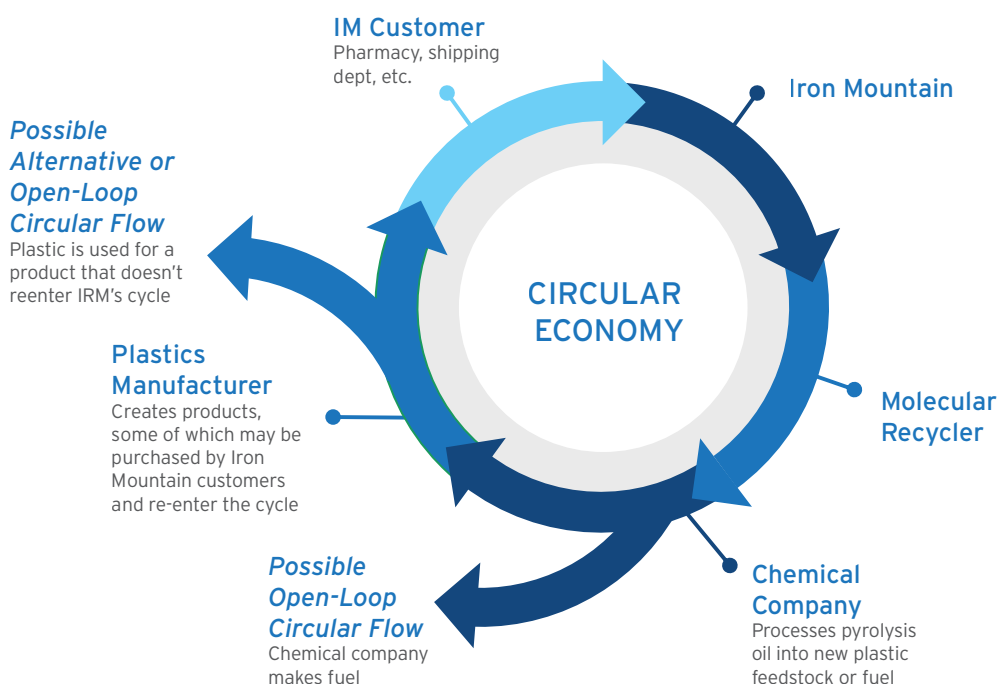 IM Customer
Pharmacy, shipping
dept, etc.
Iron Mountain
Possible
Alternative or
Open-Loop
Circular Flow
Plastic is used for a
product that doesn't
reenter IRM's cycle
CIRCULAR
ECONOMY
Plastics
Manufacturer
Creates products,
some of which may be
purchased by Iron
Mountain customers
and re-enter the cycle
Molecular
Recycler
Possible
Open-Loop
Circular Flow
Chemical company
makes fuel
Chemical
Company
Processes pyrolysis
oil into new plastic
feedstock or fuel